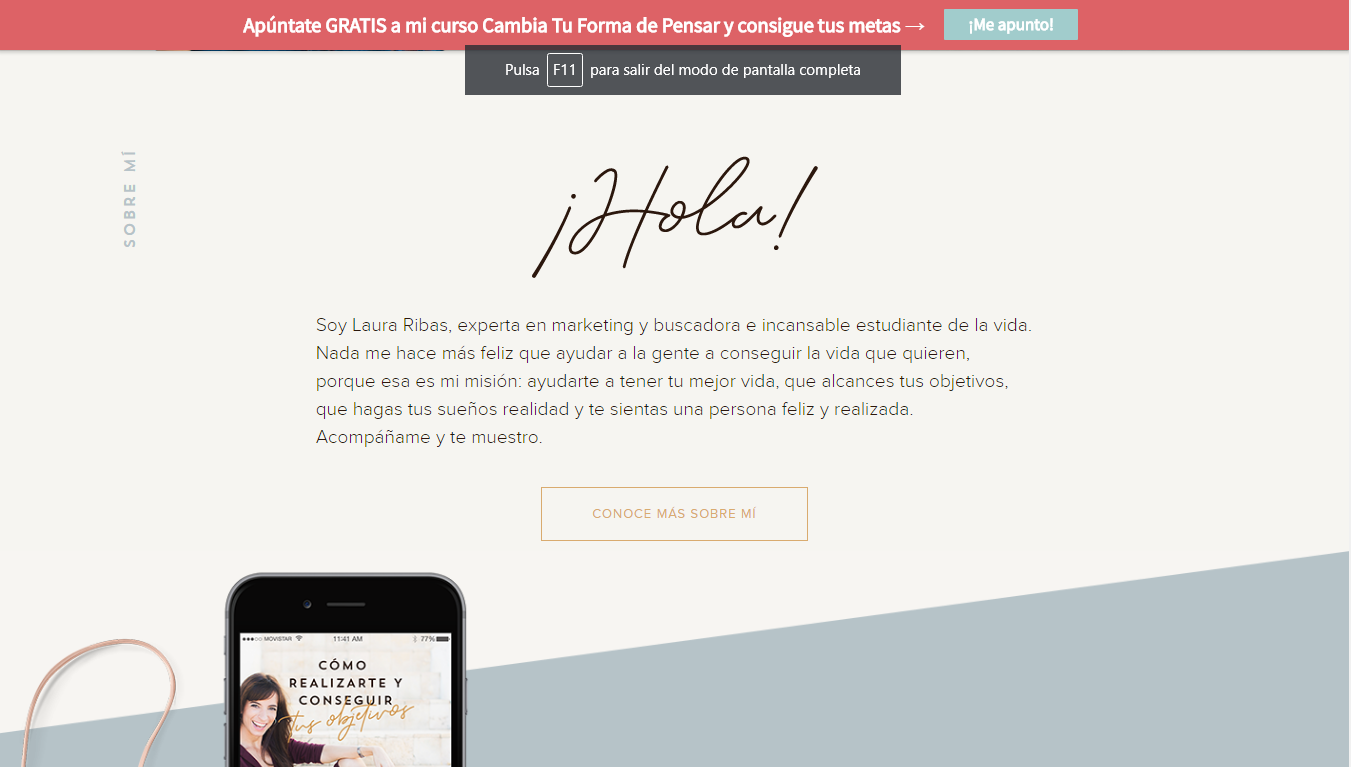 Apúntate GRATIS a mi curso Cambia Tu Forma de Pensar y consigue tus metas → ¡Me apunto!
Pulsa F11 para salir del modo de pantalla completa
SOBRE MÍ
¡Hola!
Soy Laura Ribas, experta en marketing y buscadora e incansable estudiante de la vida.
Nada me hace más feliz que ayudar a la gente a conseguir la vida que quieren,
porque esa es mi misión: ayudarte a tener tu mejor vida, que alcances tus objetivos,
que hagas tus sueños realidad y te sientas una persona feliz y realizada.
Acompáñame y te muestro.
CONOCE MÁS SOBRE MÍ
MOVISTAR 11:41 AM 77%
CÓMO
REALIZARTE Y
CONSEGUIR
tus objetivos